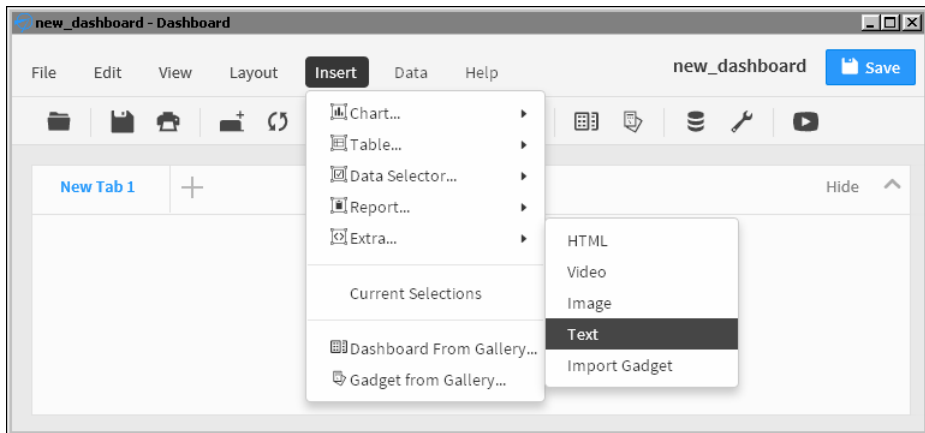 new_dashboard - Dashboard
File Edit View Layout Insert Data Help new_dashboard Save
Chart...
Table...
Data Selector...
New Tab 1 Hide
Report...
Extra...
HTML
Video
Current Selections
Image
Text
Dashboard From Gallery...
Import Gadget
Gadget from Gallery...